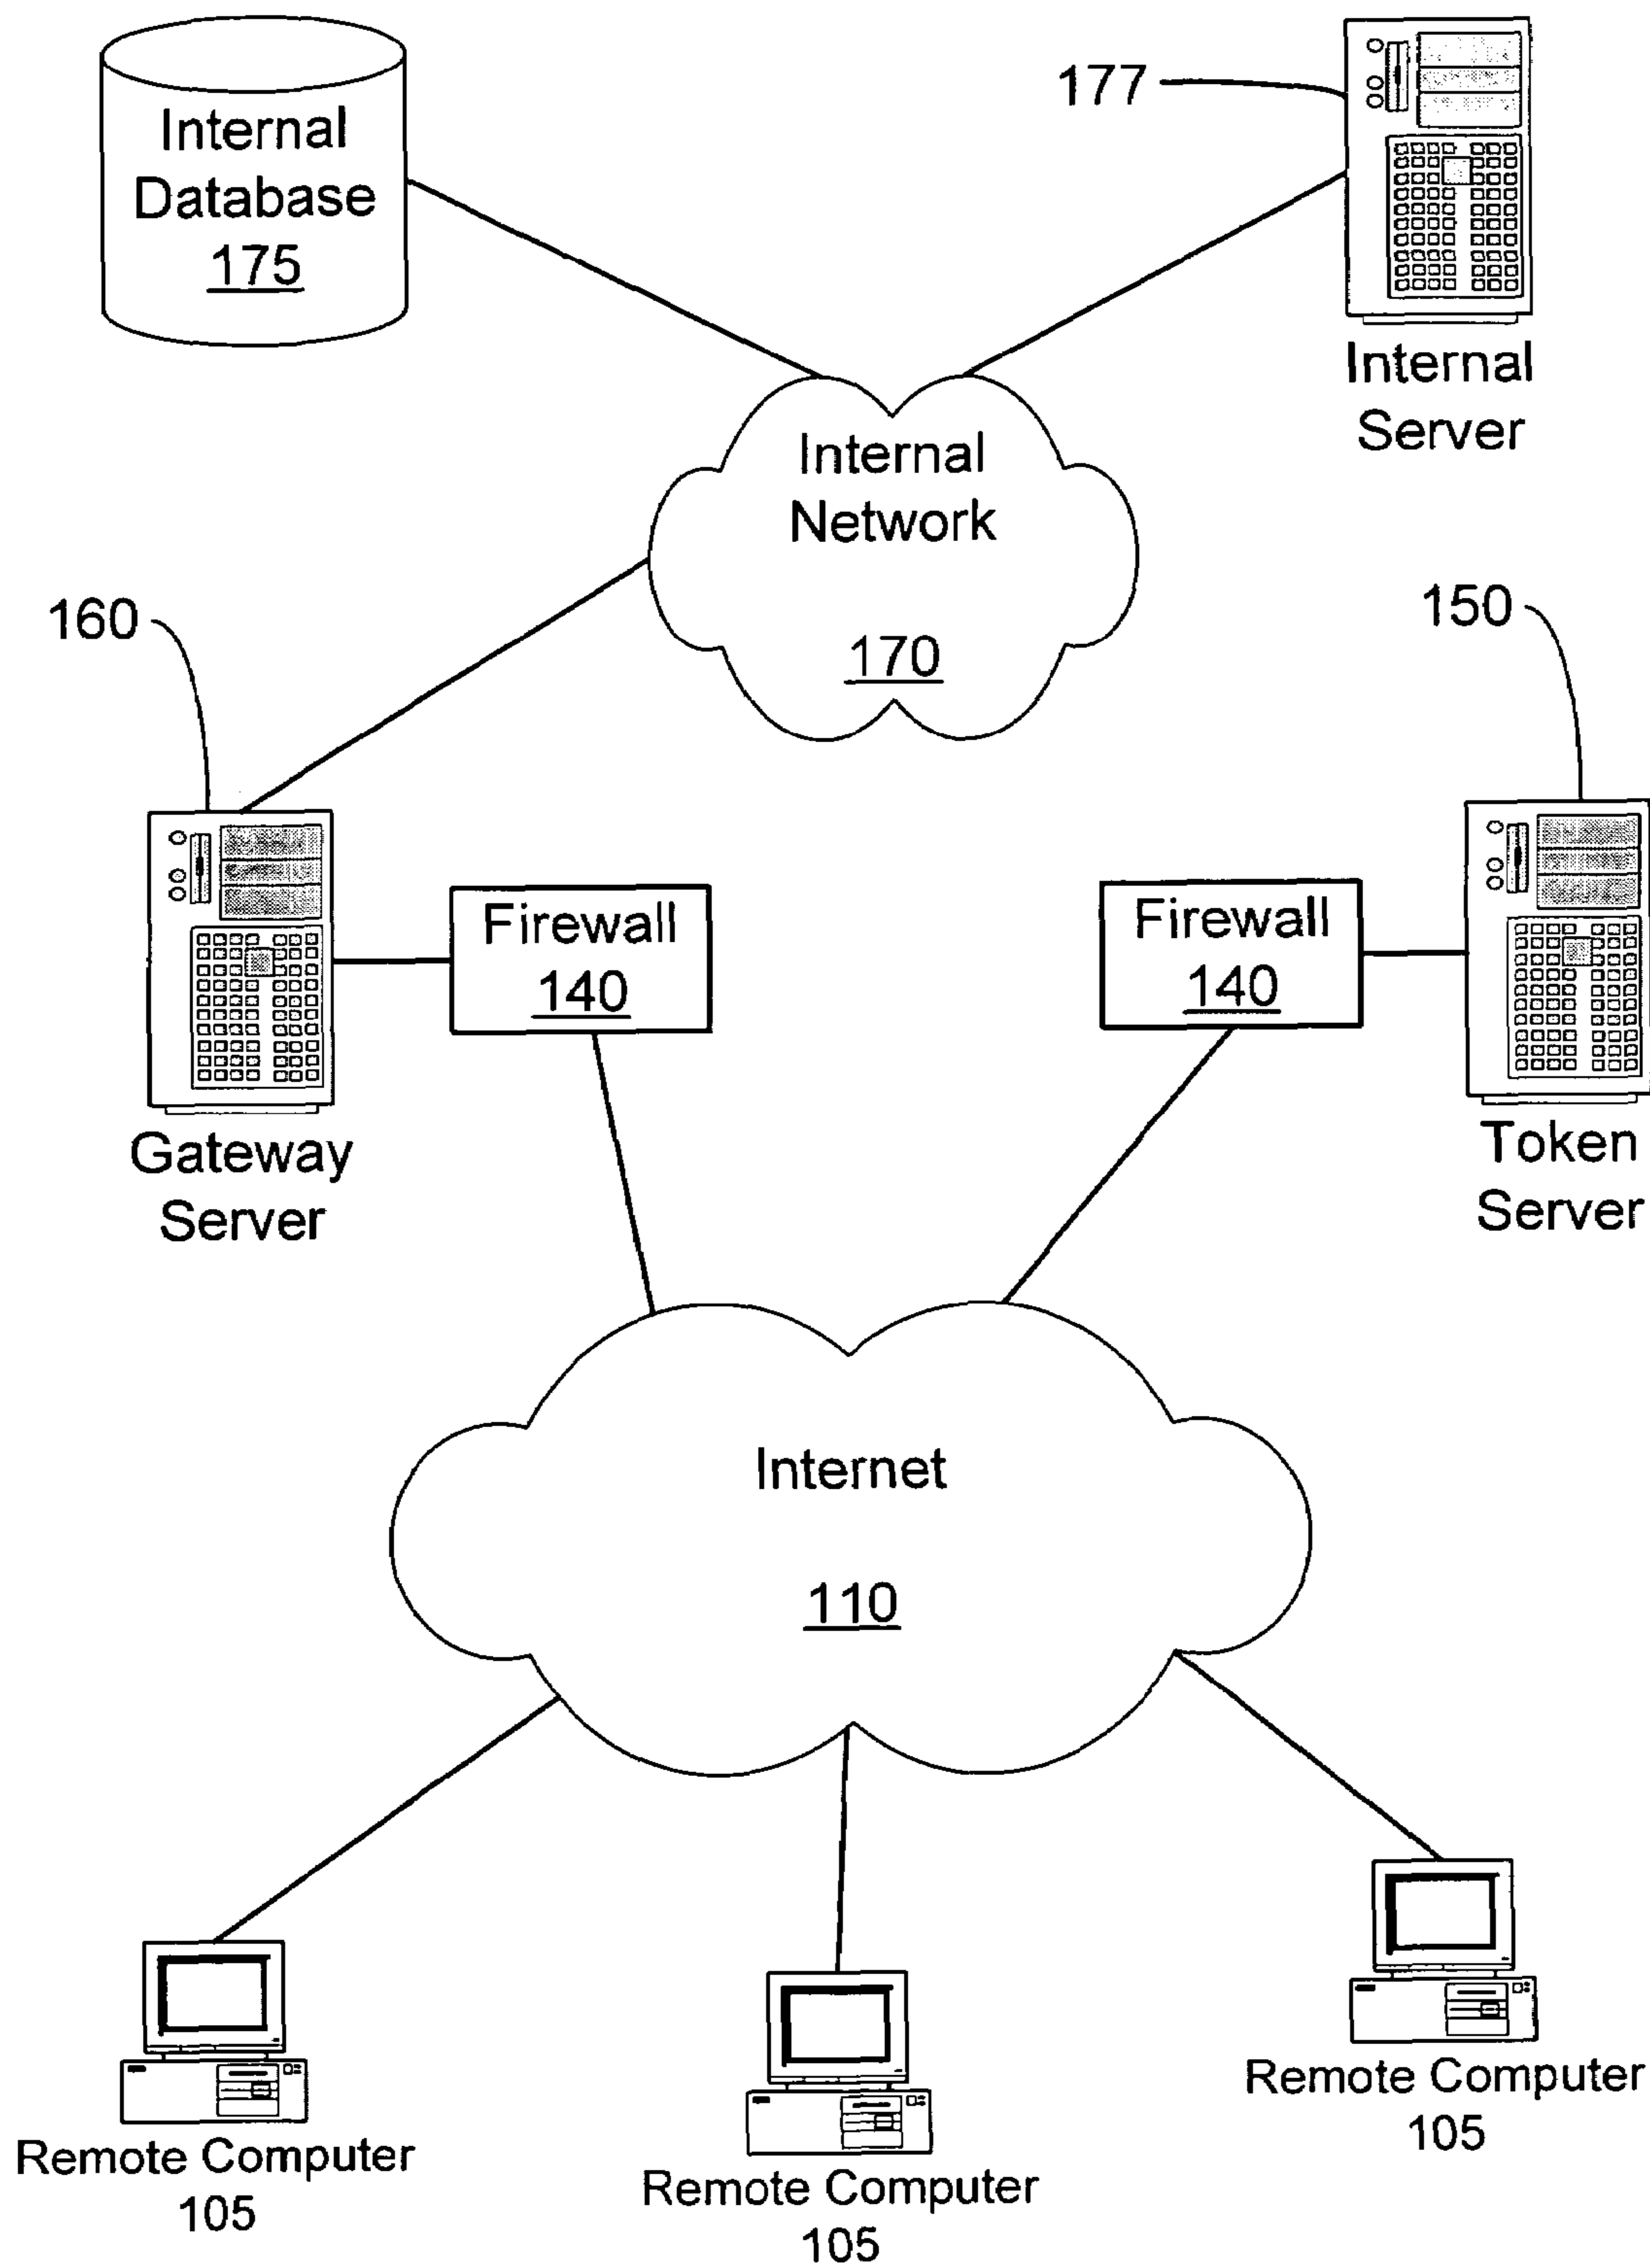 Internal
Database
175
177
Internal
Server
Internal
Network
170
160
150
Firewall
140
Firewall
140
Gateway
Server
Token
Server
Internet
110
Remote Computer
105
Remote Computer
105
Remote Computer
105